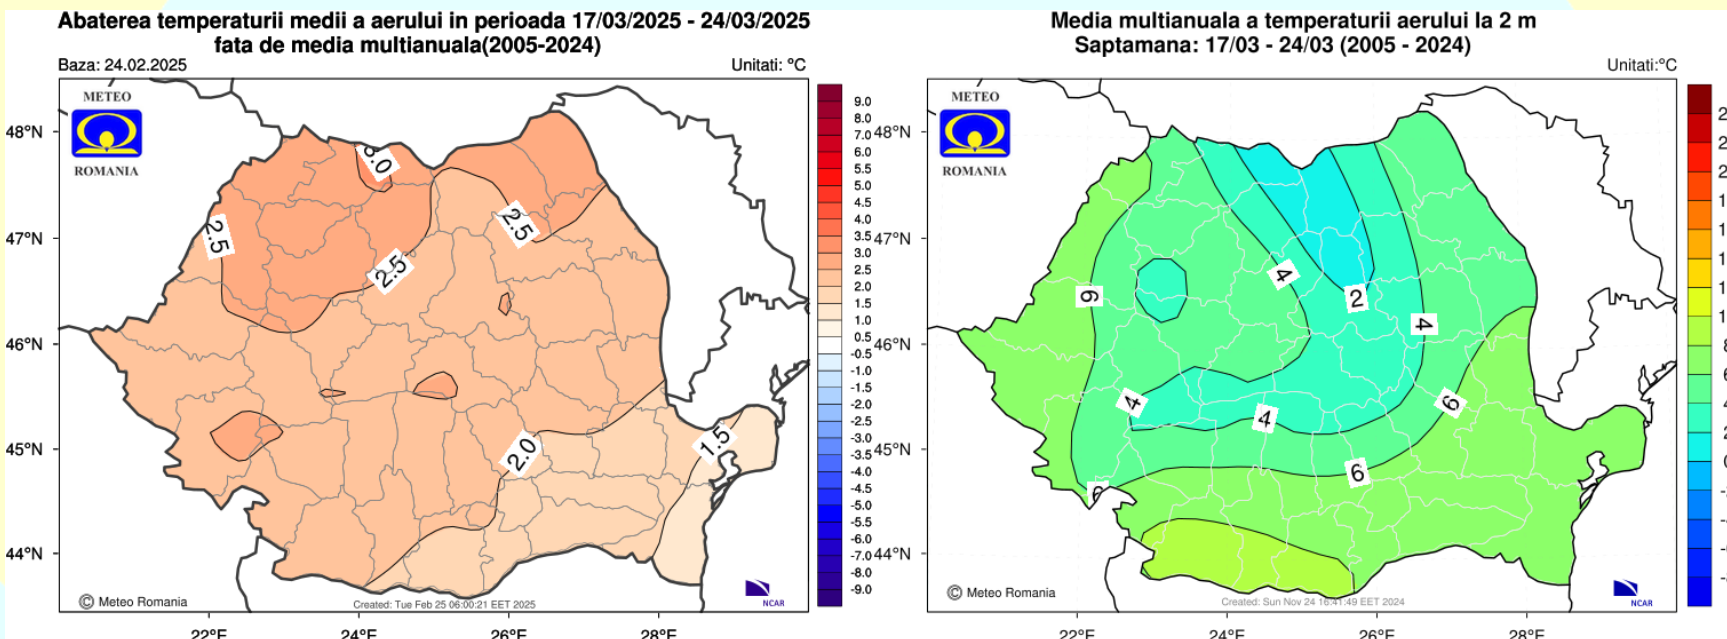 Abaterea temperaturii medii a aerului in perioada 17/03/2025 - 24/03/2025
fata de media multianuala(2005-2024)
Baza: 24.02.2025
Unitati: °C
METEO
ROMANIA
48°N
47°N
46°N
45°N
44°N
22°E
24°E
26°E
28°E
3.0
2.5
2.5
2.5
2.0
1.5
9.0
8.0
7.0
6.0
5.5
5.0
4.5
4.0
3.5
3.0
2.5
2.0
1.5
1.0
0.5
-0.5
-1.0
-1.5
-2.0
-2.5
-3.0
-3.5
-4.0
-4.5
-5.0
-5.5
-6.0
-7.0
-8.0
-9.0
© Meteo Romania
Created: Tue Feb 25 06:00:21 EET 2025
NCAR
Media multianuala a temperaturii aerului la 2 m
Saptamana: 17/03 - 24/03 (2005 - 2024)
Unitati:°C
METEO
ROMANIA
48°N
47°N
46°N
45°N
44°N
22°E
24°E
26°E
28°E
4
6
2
4
4
4
6
6
6
© Meteo Romania
Created: Sun Nov 24 16:41:49 EET 2024
NCAR